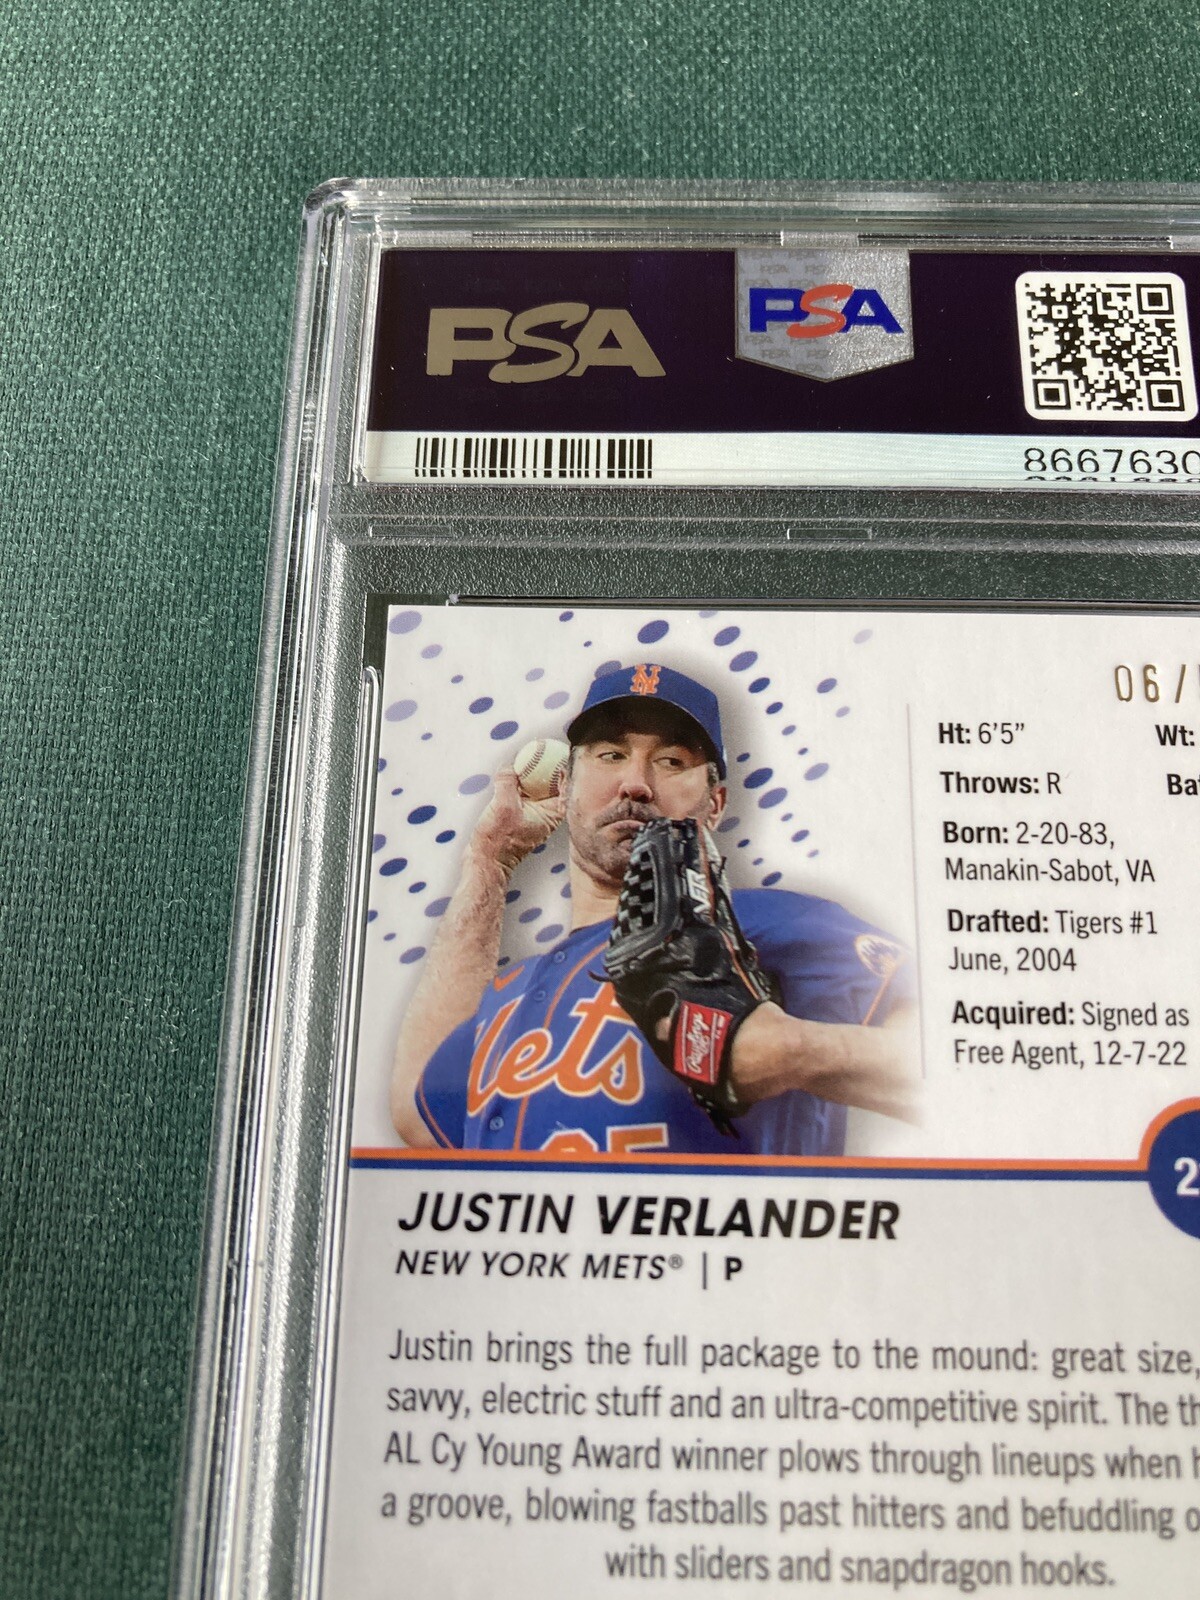 PSA
PSA
8667630
06/
Ht: 6'5"
Wt:
Throws: R
Born: 2-20-83,
Manakin-Sabot, VA
Drafted: Tigers #1
June, 2004
Acquired: Signed as
Free Agent, 12-7-22
Mets
Rawlings
JUSTIN VERLANDER
NEW YORK METS® | P
Justin brings the full package to the mound: great size,
savvy, electric stuff and an ultra-competitive spirit. The
AL Cy Young Award winner plows through lineups when
a groove, blowing fastballs past hitters and befuddling
with sliders and snapdragon hooks.